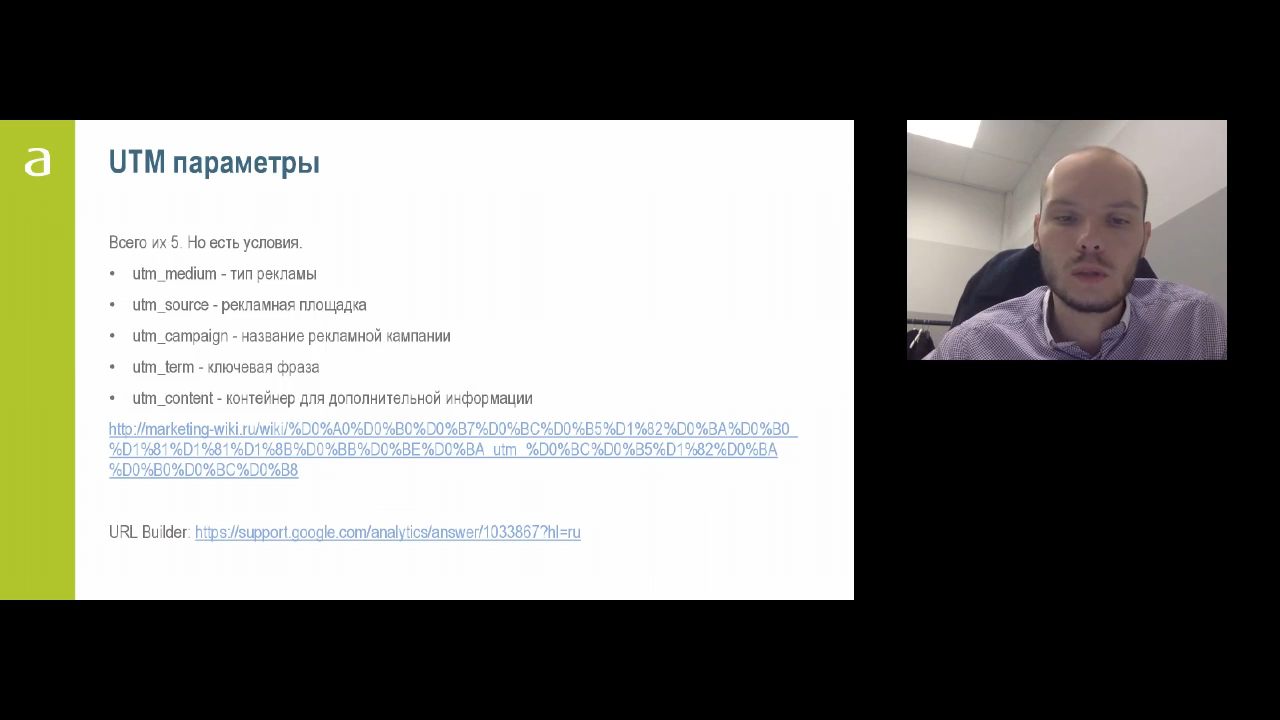 a
UTM параметры
Всего их 5. Но есть условия.
• utm_medium - тип рекламы
• utm_source - рекламная площадка
• utm_campaign - название рекламной кампании
• utm_term - ключевая фраза
• utm_content - контейнер для дополнительной информации
http://marketing-wiki.ru/wiki/%D0%A0%D0%B0%D0%B7%D0%BC%D0%B5%D1%82%D0%BA%D0%B0_
%D1%81%D1%81%D1%8B%D0%BB%D0%BE%D0%BA_utm_%D0%BC%D0%B5%D1%82%D0%BA
%D0%B0%D0%BC%D0%B8
URL Builder: https://support.google.com/analytics/answer/1033867?hl=ru